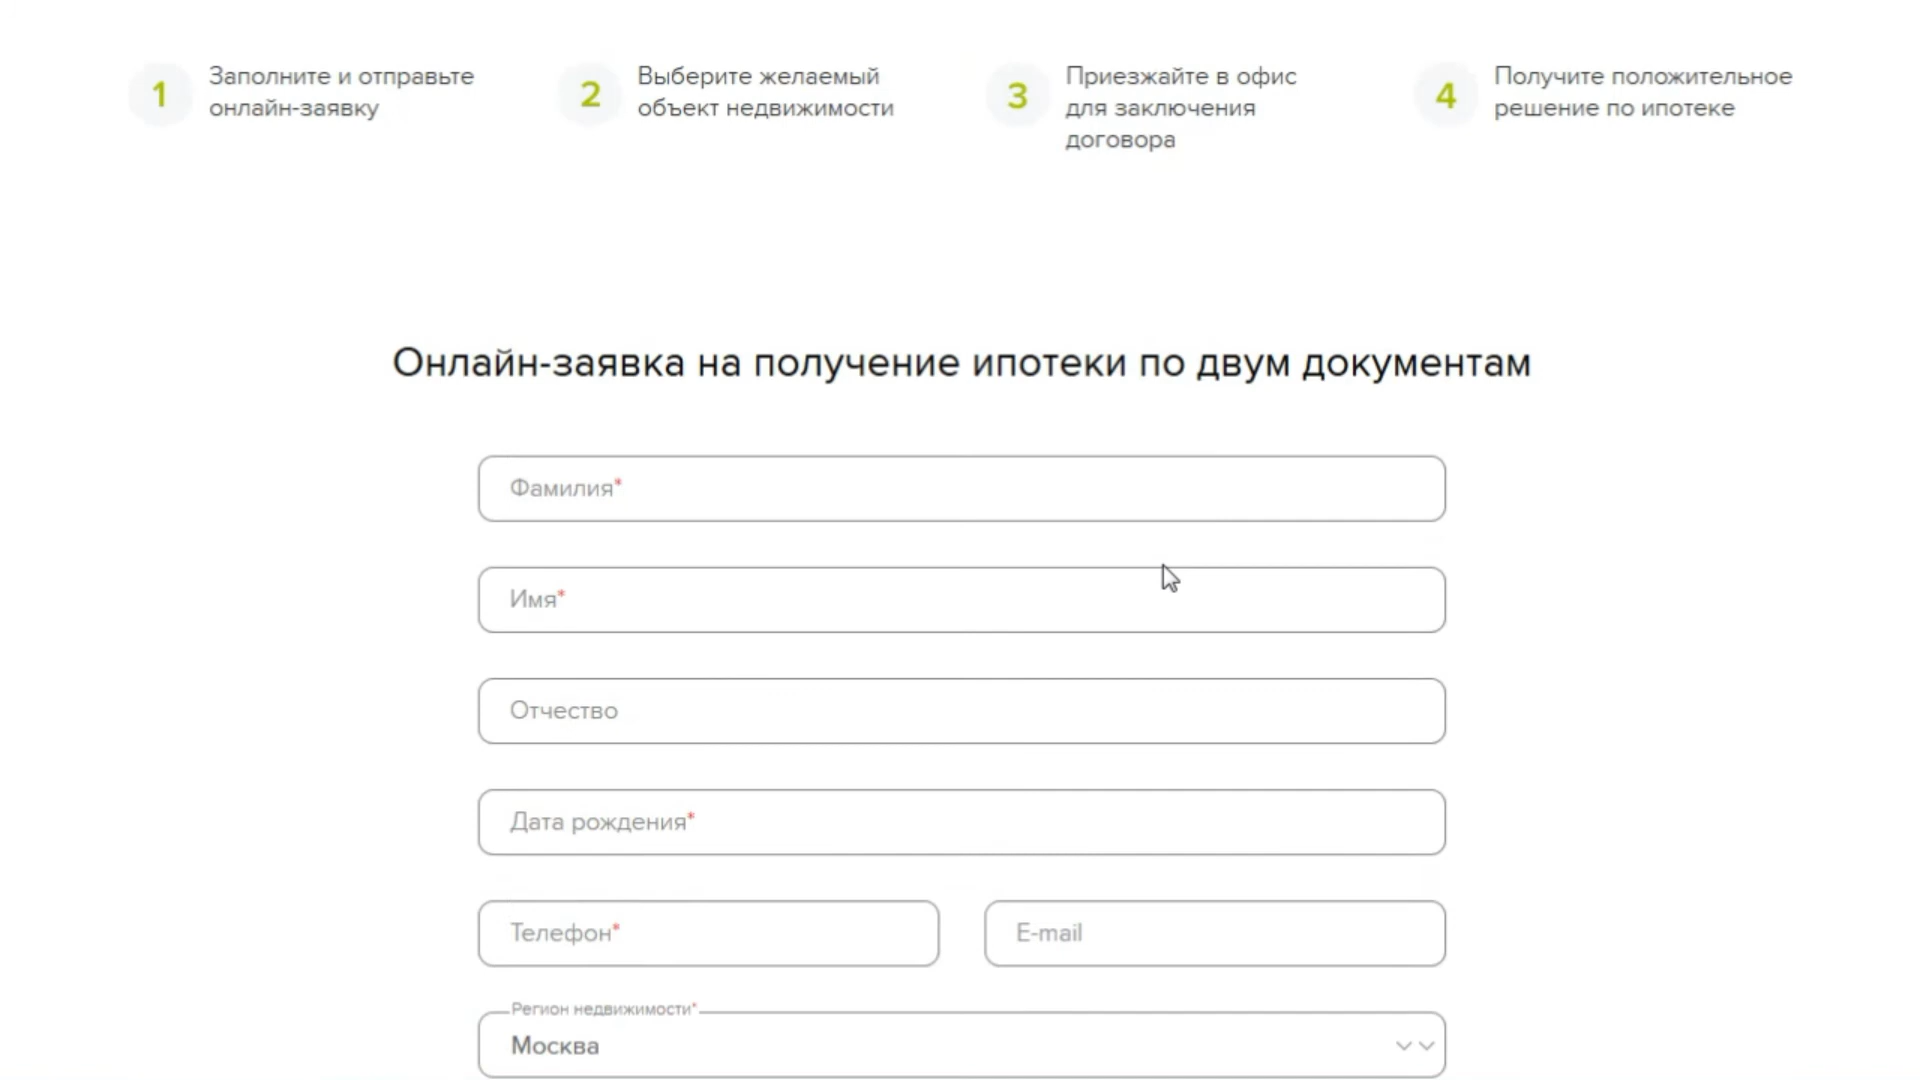 1
Заполните и отправьте
онлайн-заявку
2
Выберите желаемый
объект недвижимости
3
Приезжайте в офис
для заключения
договора
4
Получите положительное
решение по ипотеке
Онлайн-заявка на получение ипотеки по двум документам
Фамилия*
Имя*
Отчество
Дата рождения*
Телефон*
E-mail
Регион недвижимости*
Москва